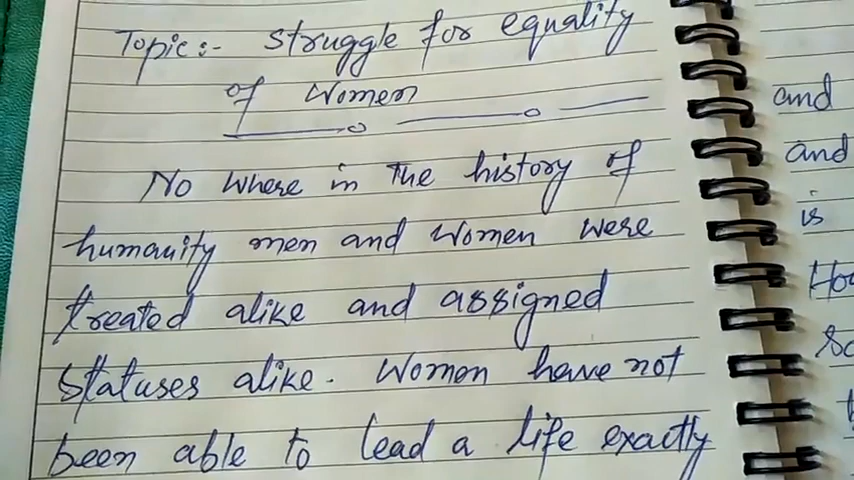 Topic:- Struggle for equality
of Women
No where in the history of
humanity men and women were
treated alike and assigned
statuses alike. Women have not
been able to lead a life exactly
and
and
is